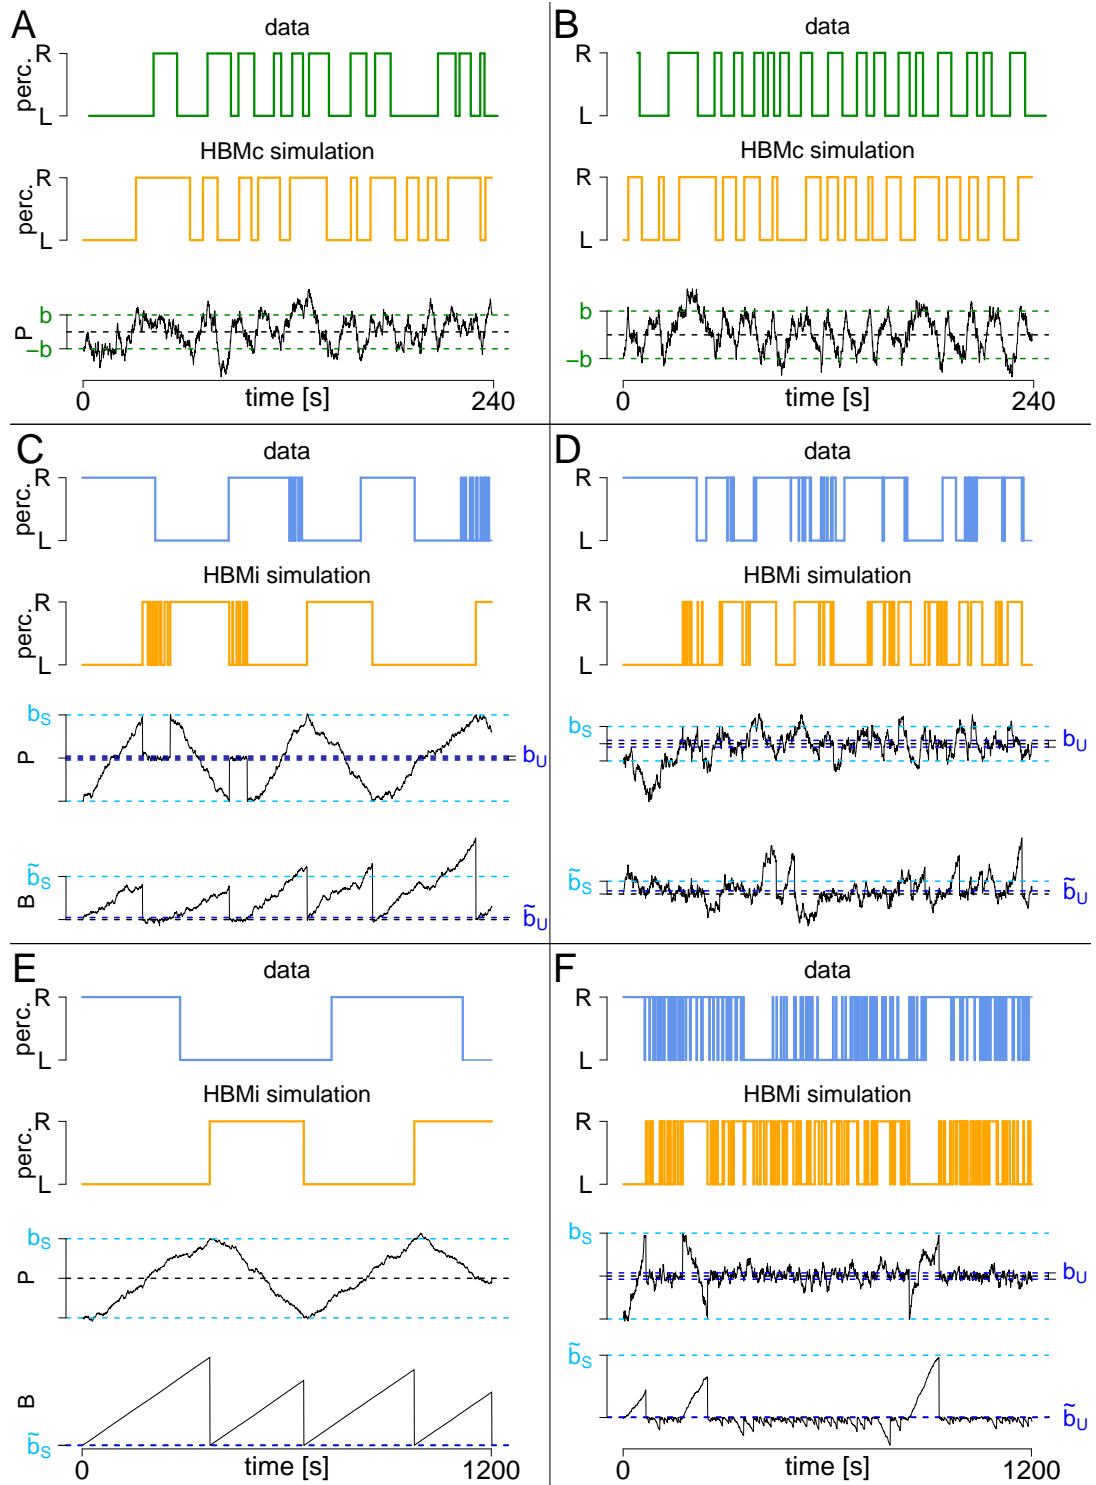 A
data
perc.
R
L
HBMc simulation
perc.
R
L
P
b
–b
0
time [s]
240
B
data
R
L
HBMc simulation
R
L
b
–b
0
time [s]
240
C
data
perc.
R
L
HBMi simulation
perc.
R
L
P
bS
bU
B
b̃S
b̃U
D
data
R
L
HBMi simulation
R
L
bS
bU
b̃S
b̃U
E
data
perc.
R
L
HBMi simulation
perc.
R
L
P
bS
B
b̃S
0
time [s]
1200
F
data
R
L
HBMi simulation
R
L
bS
bU
b̃S
b̃U
0
time [s]
1200